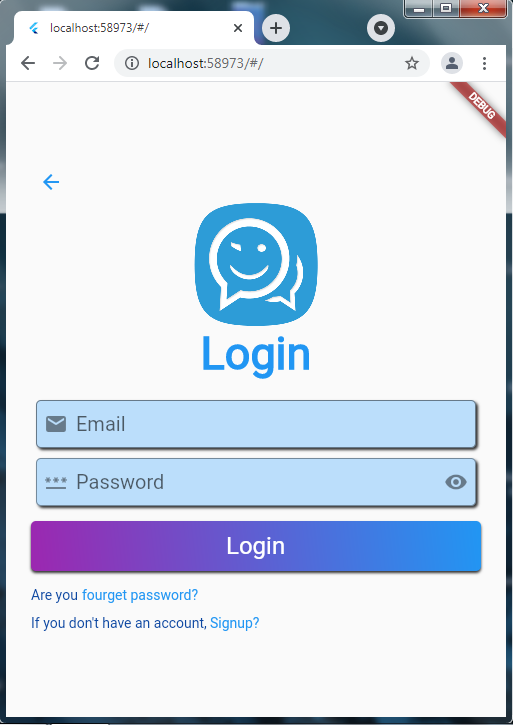 localhost:58973/#/
localhost:58973/#/
DEBUG
Login
Email
*** Password
Login
Are you fourget password?
If you don't have an account, Signup?